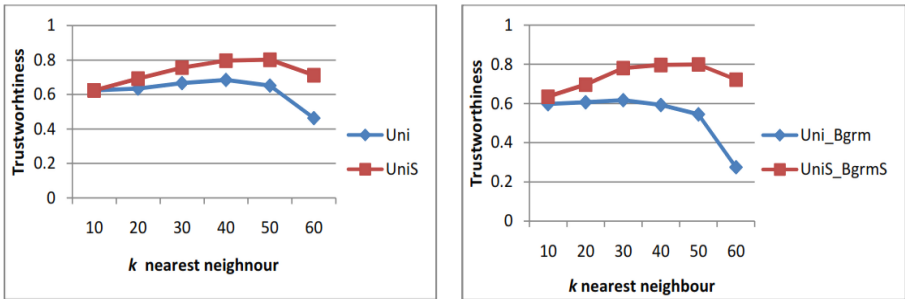 Trustworhtiness
1
0.8
0.6
0.4
0.2
0
10 20 30 40 50 60
k nearest neighnour
Uni
UniS
Trustworthiness
1
0.8
0.6
0.4
0.2
0
10 20 30 40 50 60
k nearest neighbour
Uni_Bgrm
UniS_BgrmS